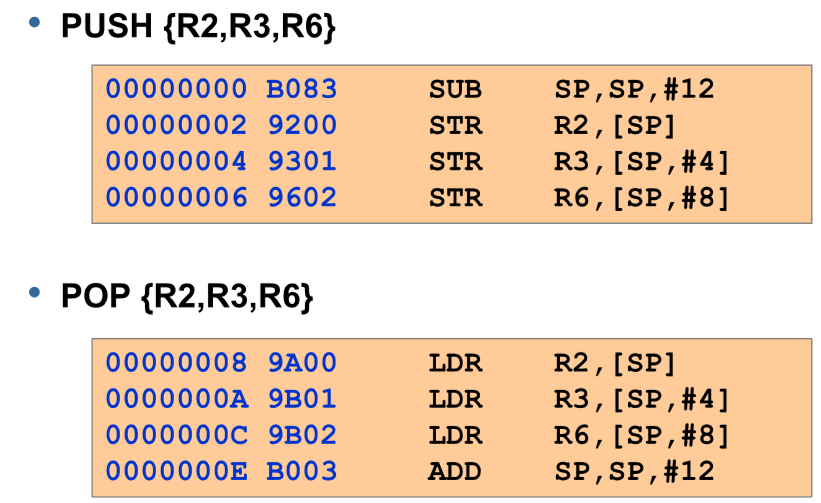 • PUSH {R2,R3,R6}
00000000 B083 SUB SP,SP,#12
00000002 9200 STR R2,[SP]
00000004 9301 STR R3,[SP,#4]
00000006 9602 STR R6,[SP,#8]
• POP {R2,R3,R6}
00000008 9A00 LDR R2,[SP]
0000000A 9B01 LDR R3,[SP,#4]
0000000C 9B02 LDR R6,[SP,#8]
0000000E B003 ADD SP,SP,#12